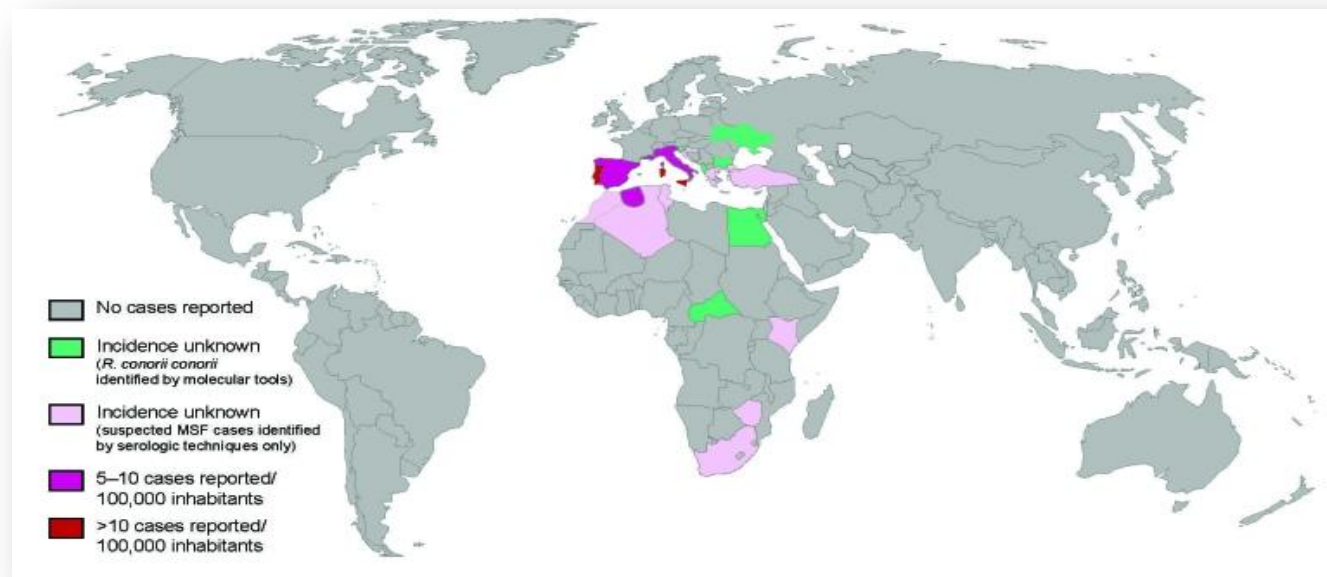 No cases reported
Incidence unknown
(R. conorii conorii
identified by molecular tools)
Incidence unknown
(suspected MSF cases identified
by serologic techniques only)
5–10 cases reported/
100,000 inhabitants
>10 cases reported/
100,000 inhabitants